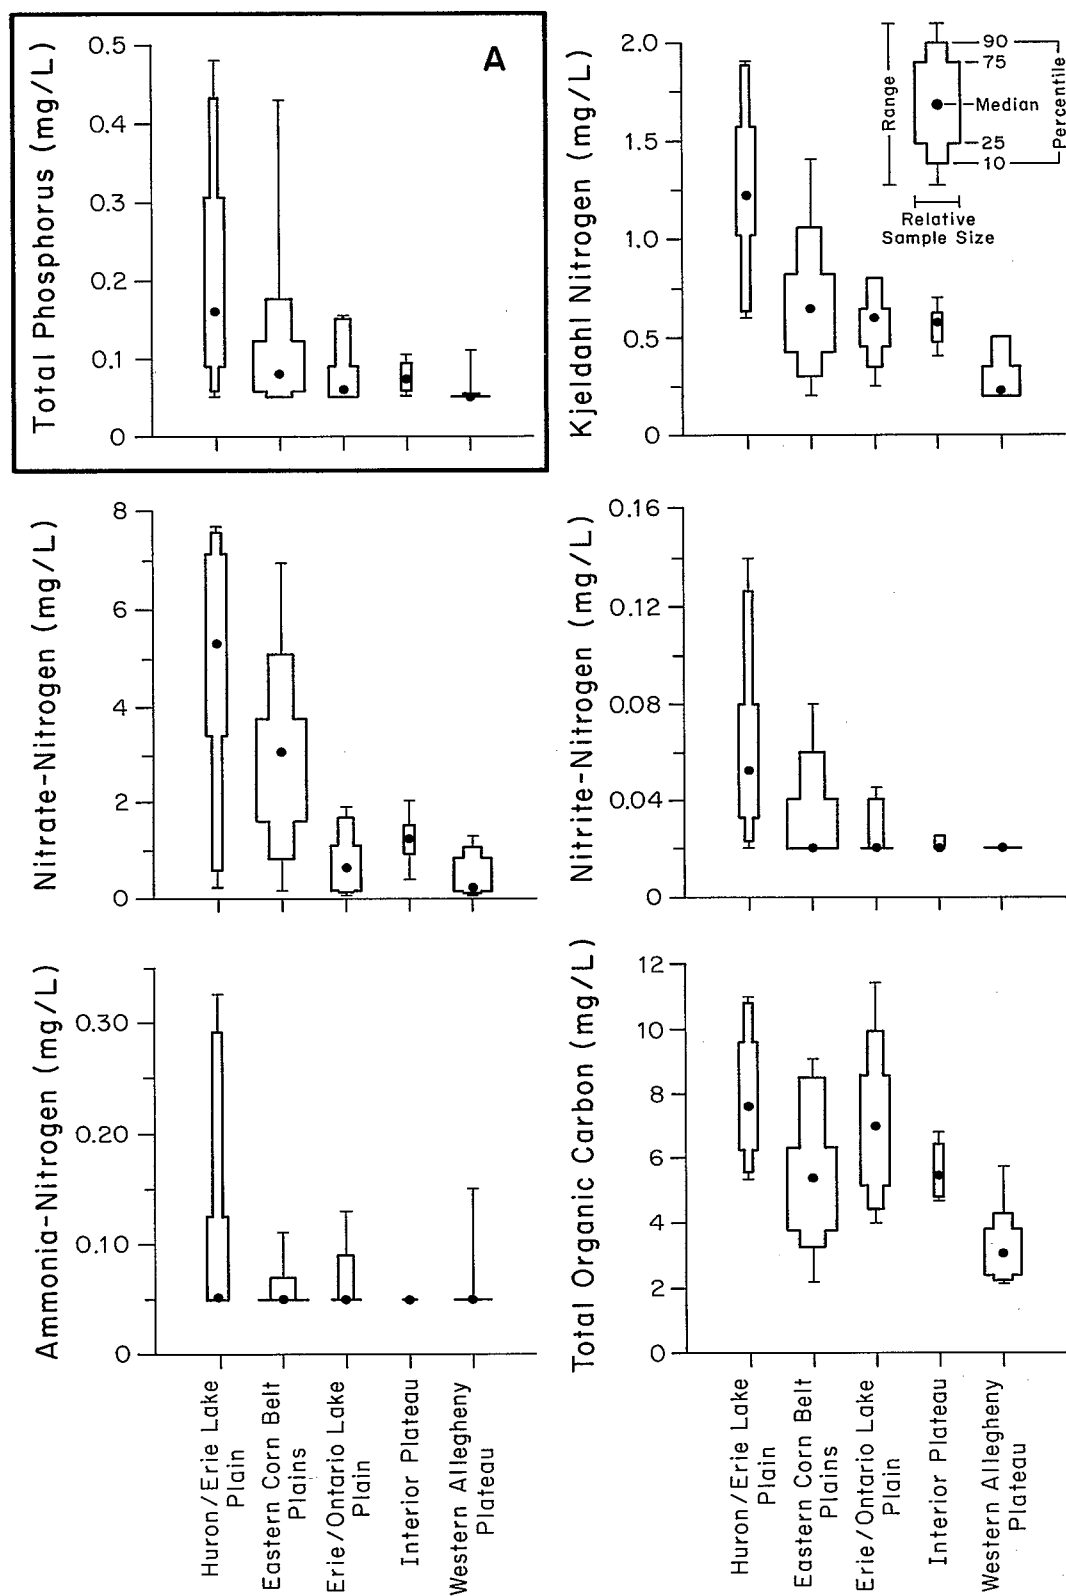 A
Total Phosphorus (mg/L)
0.5
0.4
0.3
0.2
0.1
0
Kjeldahl Nitrogen (mg/L)
2.0
1.5
1.0
0.5
0
Range
90
75
Median
25
10
Percentile
Relative
Sample Size
Nitrate-Nitrogen (mg/L)
8
6
4
2
0
Nitrite-Nitrogen (mg/L)
0.16
0.12
0.08
0.04
0
Ammonia-Nitrogen (mg/L)
0.30
0.20
0.10
0
Total Organic Carbon (mg/L)
12
10
8
6
4
2
0
Huron/Erie Lake
Plain
Eastern Corn Belt
Plains
Erie/Ontario Lake
Plain
Interior Plateau
Western Allegheny
Plateau
Huron/Erie Lake
Plain
Eastern Corn Belt
Plains
Erie/Ontario Lake
Plain
Interior Plateau
Western Allegheny
Plateau